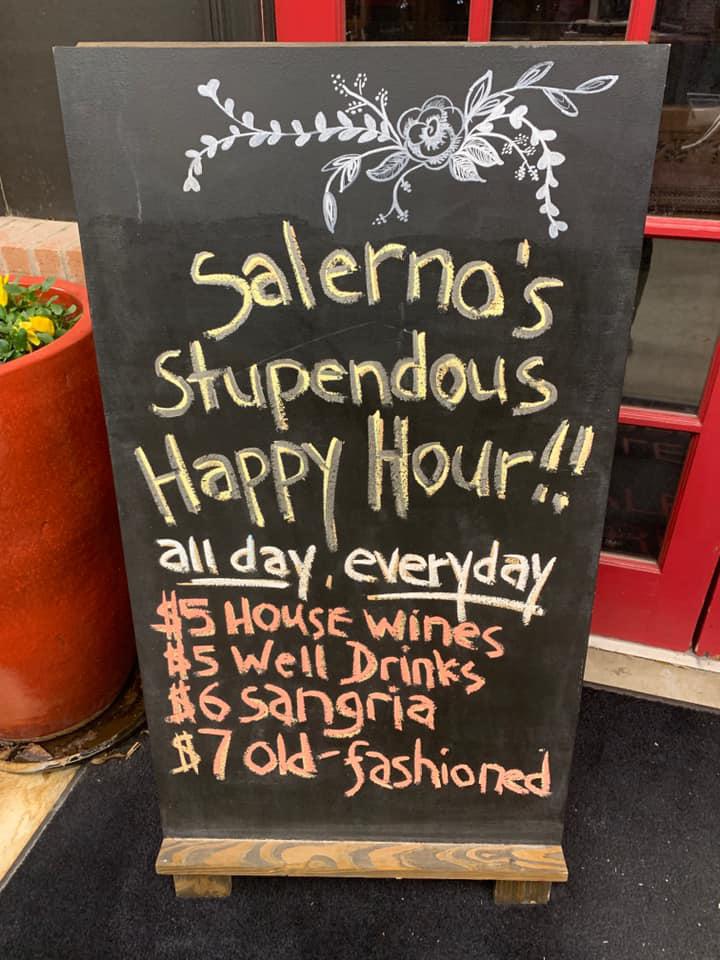 Salerno's
Stupendous
Happy Hour!!
all day, everyday
$5 House wines
$5 Well Drinks
$6 sangria
$7 old-fashioned